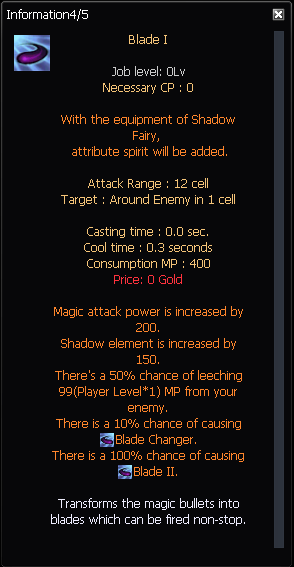 Information4/5
Blade I
Job level: 0Lv
Necessary CP : 0
With the equipment of Shadow
Fairy,
attribute spirit will be added.
Attack Range : 12 cell
Target : Around Enemy in 1 cell
Casting time : 0.0 sec.
Cool time : 0.3 seconds
Consumption MP : 400
Price: 0 Gold
Magic attack power is increased by
200.
Shadow element is increased by
150.
There's a 50% chance of leeching
99(Player Level*1) MP from your
enemy.
There is a 10% chance of causing
Blade Changer.
There is a 100% chance of causing
Blade II.
Transforms the magic bullets into
blades which can be fired non-stop.